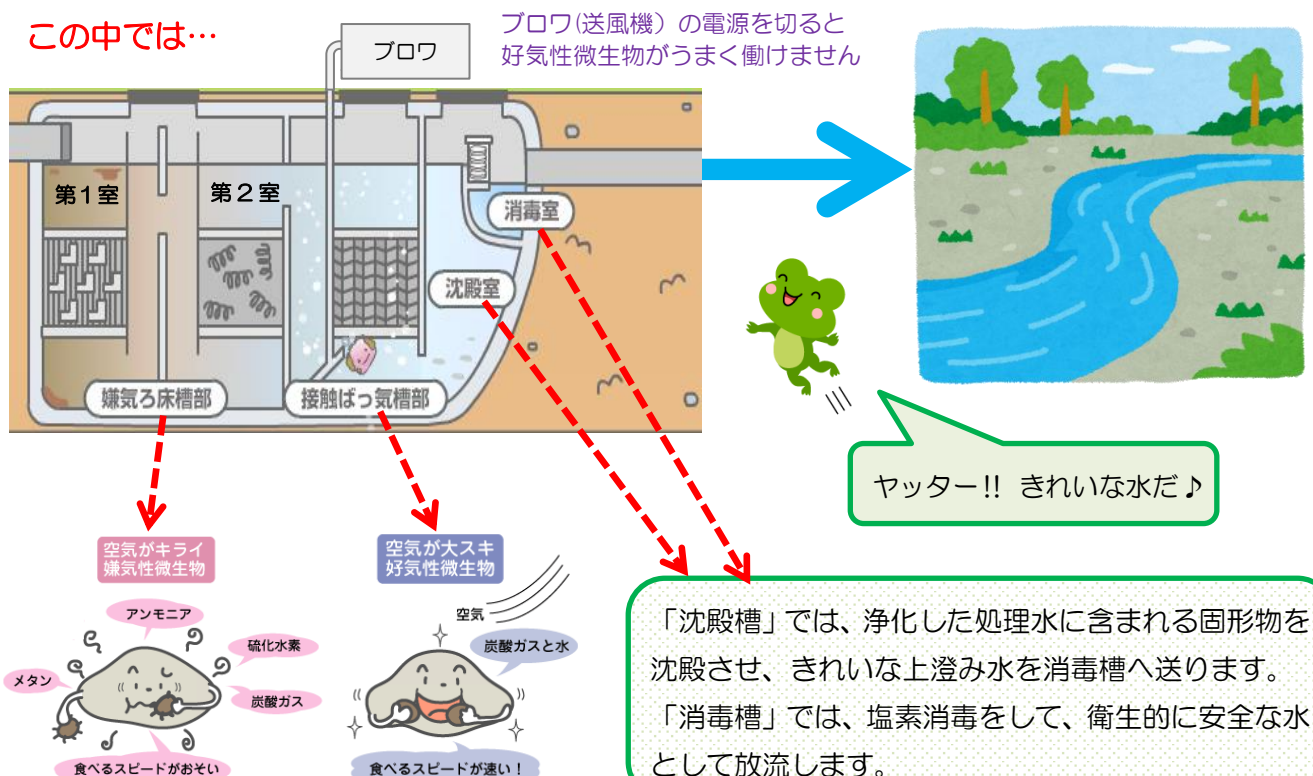 この中では…
ブロワ
ブロワ(送風機）の電源を切ると
好気性微生物がうまく働けません
第１室
第２室
消毒室
沈殿室
嫌気ろ床槽部
接触ばっ気槽部
ヤッター!! きれいな水だ♪
空気がキライ
嫌気性微生物
アンモニア
硫化水素
メタン
炭酸ガス
食べるスピードがおそい
空気が大スキ
好気性微生物
空気
炭酸ガスと水
食べるスピードが速い！
「沈殿槽」では、浄化した処理水に含まれる固形物を
沈殿させ、きれいな上澄み水を消毒槽へ送ります。
「消毒槽」では、塩素消毒をして、衛生的に安全な水
として放流します。